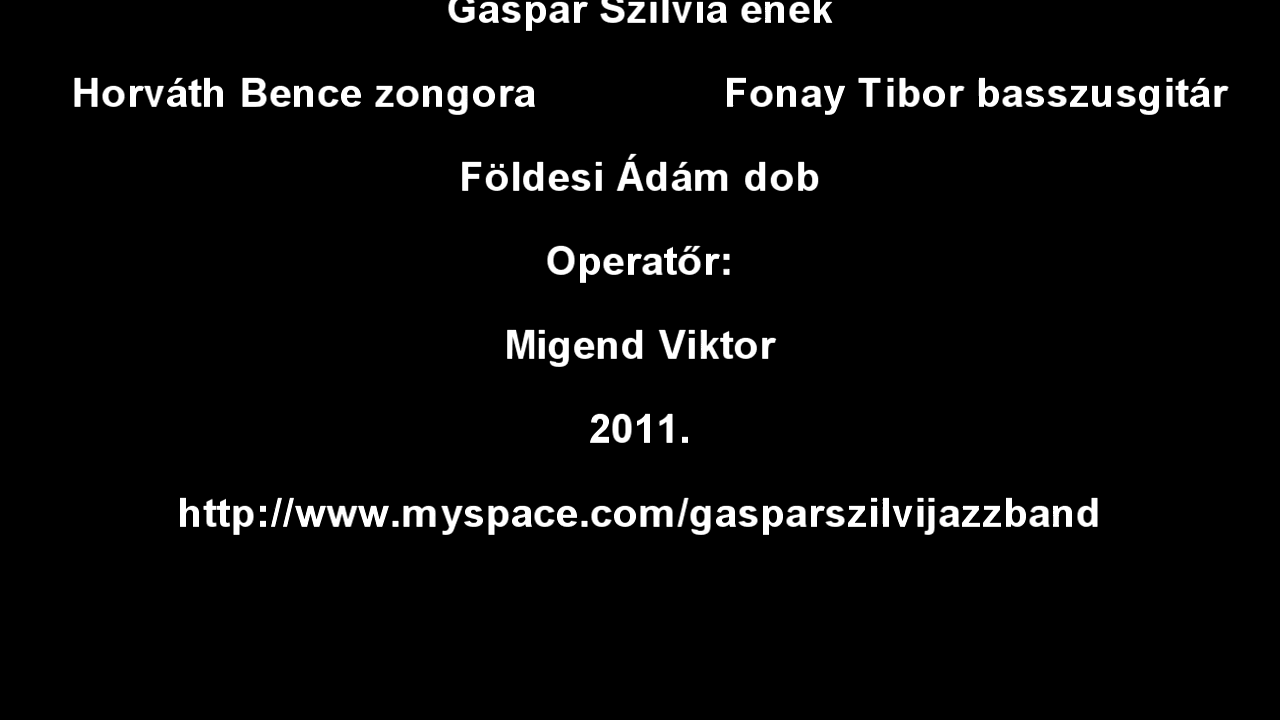 Gáspár Szilvia ének
Horváth Bence zongora Fonay Tibor basszusgitár
Földesi Ádám dob
Operatőr:
Migend Viktor
2011.
http://www.myspace.com/gasparszilvijazzband